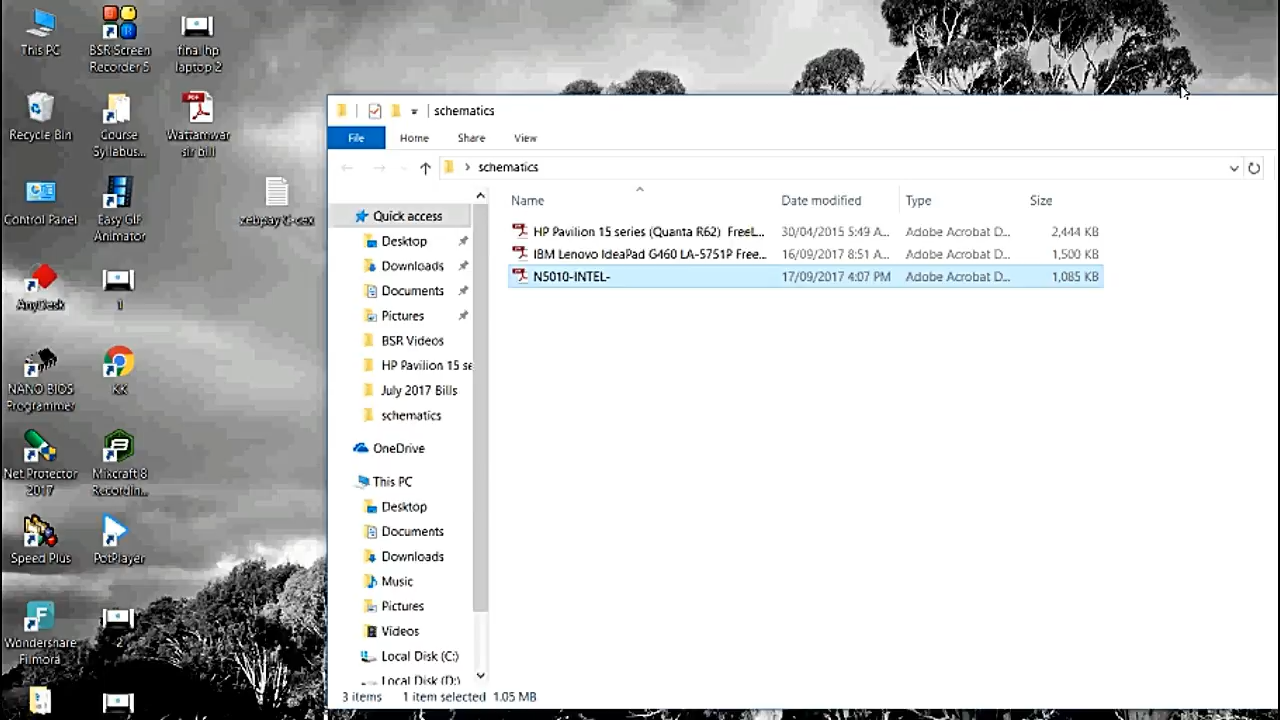 This PC
BSR Screen
Recorder 5
final hp
laptop 2
Recycle Bin
Course
Syllabus...
Wattamwar
sir bill
Control Panel
Easy GIF
Animator
AnyDesk
1
NANO BIOS
Programmer
KK
Net Protector
2017
Mixcraft 8
Recordin...
Speed Plus
PotPlayer
Wondershare
Filmora
2
schematics
File
Home
Share
View
schematics
Name
Date modified
Type
Size
HP Pavilion 15 series (Quanta R62) FreeL...
30/04/2015 5:49 A...
Adobe Acrobat D...
2,444 KB
IBM Lenovo IdeaPad G460 LA-5751P Free...
16/09/2017 8:51 A...
Adobe Acrobat D...
1,500 KB
N5010-INTEL-
17/09/2017 4:07 PM
Adobe Acrobat D...
1,085 KB
Quick access
Desktop
Downloads
Documents
Pictures
BSR Videos
HP Pavilion 15 se
July 2017 Bills
schematics
OneDrive
This PC
Desktop
Documents
Downloads
Music
Pictures
Videos
Local Disk (C:)
Local Disk (D:)
3 items
1 item selected 1.05 MB